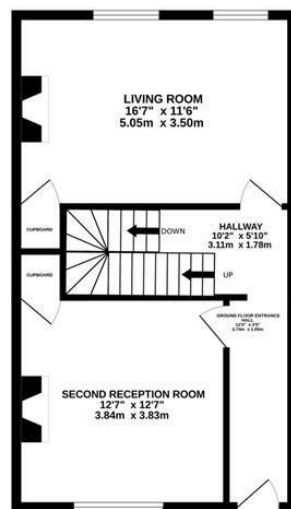 LIVING ROOM
16'7" x 11'6"
5.05m x 3.50m
CUPBOARD
DOWN
HALLWAY
10'2" x 5'10"
3.11m x 1.78m
CUPBOARD
UP
GROUND FLOOR ENTRANCE
HALL
SECOND RECEPTION ROOM
12'7" x 12'7"
3.84m x 3.83m